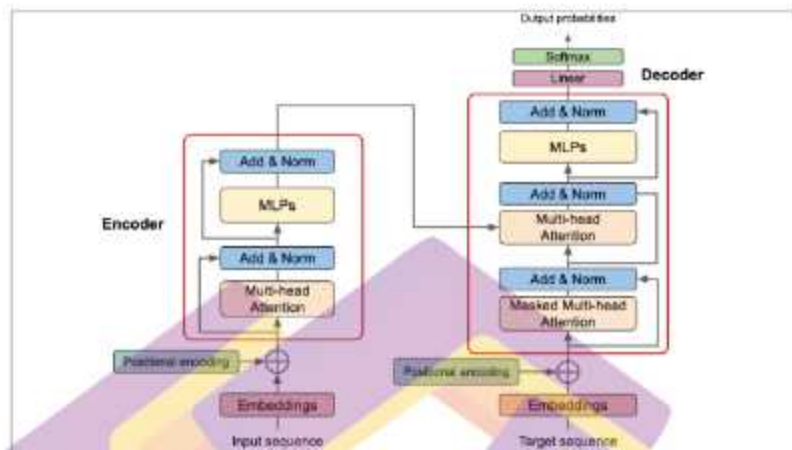 Output probabilities
Softmax
Linear
Decoder
Add & Norm
MLPs
Add & Norm
Multi-head
Attention
Add & Norm
Masked Multi-head
Attention
Positional encoding
Embeddings
Target sequence
Encoder
Add & Norm
MLPs
Add & Norm
Multi-head
Attention
Positional encoding
Embeddings
Input sequence